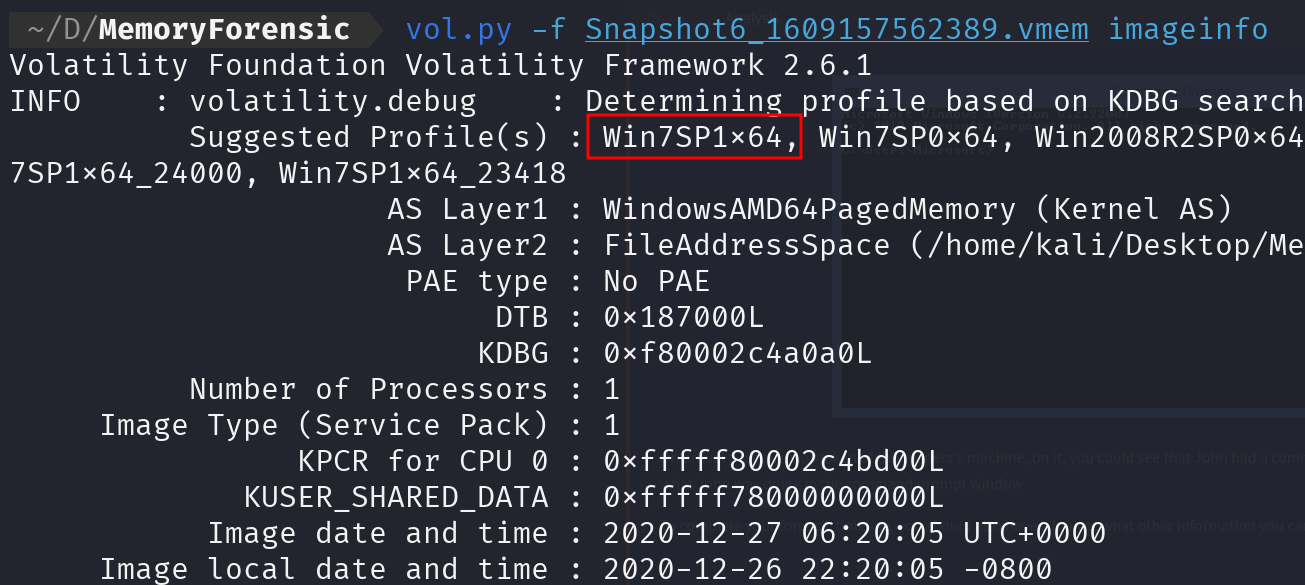 ~/D/MemoryForensic vol.py -f Snapshot6_1609157562389.vmem imageinfo
Volatility Foundation Volatility Framework 2.6.1
INFO    : volatility.debug    : Determining profile based on KDBG search
Suggested Profile(s) : Win7SP1x64, Win7SP0x64, Win2008R2SP0x64
7SP1x64_24000, Win7SP1x64_23418
AS Layer1 : WindowsAMD64PagedMemory (Kernel AS)
AS Layer2 : FileAddressSpace (/home/kali/Desktop/Me
PAE type : No PAE
DTB : 0x187000L
KDBG : 0xf80002c4a0a0L
Number of Processors : 1
Image Type (Service Pack) : 1
KPCR for CPU 0 : 0xfffff80002c4bd00L
KUSER_SHARED_DATA : 0xfffff78000000000L
Image date and time : 2020-12-27 06:20:05 UTC+0000
Image local date and time : 2020-12-26 22:20:05 -0800